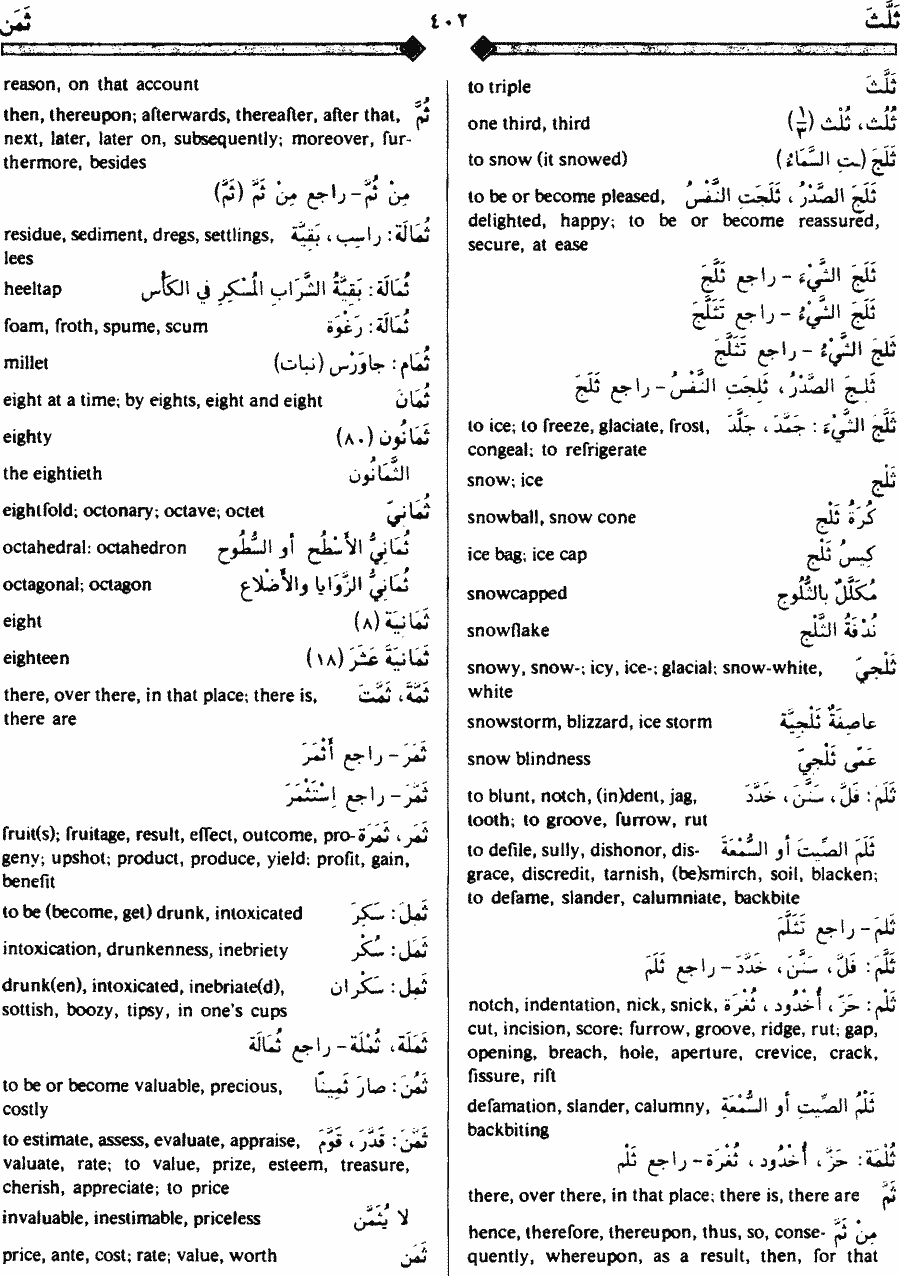 ثَلَّثَ ٤٠٢ ثَمَن
ثَلَّثَ to triple
ثُلُث، ثُلْث (⅓) one third, third
ثَلَجَ (ـتِ السَّمَاءُ) to snow (it snowed)
ثَلَجَ الصَّدْرُ، ثَلَجَتِ النَّفْسُ to be or become pleased,
delighted, happy; to be or become reassured,
secure, at ease
ثَلَجَ الشَّيْءَ - راجع ثَلَّجَ
ثَلَجَ الشَّيْءُ - راجع تَثَلَّجَ
ثَلِجَ الشَّيْءُ - راجع تَثَلَّجَ
ثَلِجَ الصَّدْرُ، ثَلِجَتِ النَّفْسُ - راجع ثَلَجَ
ثَلَّجَ الشَّيْءَ: جَمَّدَ، جَلَّدَ to ice; to freeze, glaciate, frost,
congeal; to refrigerate
ثَلْج snow; ice
كُرَةُ ثَلْج snowball, snow cone
كِيسُ ثَلْج ice bag; ice cap
مُكَلَّلٌ بِالثُّلُوج snowcapped
نُدْفَةُ الثَّلْج snowflake
ثَلْجِيّ snowy, snow-; icy, ice-; glacial; snow-white,
white
عاصِفَةٌ ثَلْجِيَّة snowstorm, blizzard, ice storm
عَمًى ثَلْجِيّ snow blindness
ثَلَمَ: فَلَّ، سَنَّنَ، خَدَّدَ to blunt, notch, (in)dent, jag,
tooth; to groove, furrow, rut
ثَلَمَ الصِّيتَ أو السُّمْعَةَ to defile, sully, dishonor, dis-
grace, discredit, tarnish, (be)smirch, soil, blacken;
to defame, slander, calumniate, backbite
ثَلِمَ - راجع تَثَلَّمَ
ثَلَّمَ: فَلَّ، سَنَّنَ، خَدَّدَ - راجع ثَلَمَ
ثَلْم: حَزّ، أُخْدُود، ثُغْرَة notch, indentation, nick, snick,
cut, incision, score; furrow, groove, ridge, rut; gap,
opening, breach, hole, aperture, crevice, crack,
fissure, rift
ثَلْمُ الصِّيتِ أو السُّمْعَةِ defamation, slander, calumny,
backbiting
ثُلْمَة: حَزّ، أُخْدُود، ثُغْرَة - راجع ثَلْم
ثَمَّ there, over there, in that place; there is, there are
مِنْ ثَمَّ hence, therefore, thereupon, thus, so, conse-
quently, whereupon, as a result, then, for that
reason, on that account
ثُمَّ then, thereupon; afterwards, thereafter, after that,
next, later, later on, subsequently; moreover, fur-
thermore, besides
مِنْ ثُمَّ - راجع مِنْ ثَمَّ (ثَمَّ)
ثُمَالَة: راسِب، بَقِيَّة residue, sediment, dregs, settlings,
lees
ثُمَالَة: بَقِيَّةُ الشَّرَابِ المُسْكِرِ فِي الكَأْس heeltap
ثُمَالَة: رَغْوَة foam, froth, spume, scum
ثُمَام: جاوَرْس (نبات) millet
ثُمَانَ eight at a time; by eights, eight and eight
ثَمَانُون (٨٠) eighty
الثَّمَانُون the eightieth
ثُمَانِيّ eightfold; octonary; octave; octet
ثُمَانِيُّ الأَسْطُح أو السُّطُوح octahedral: octahedron
ثُمَانِيُّ الزَّوَايا والأَضْلاع octagonal; octagon
ثَمَانِيَة (٨) eight
ثَمَانِيَةَ عَشَرَ (١٨) eighteen
ثَمَّةَ، ثَمَّتَ there, over there, in that place; there is,
there are
ثَمَرَ - راجع أَثْمَرَ
ثَمَّرَ - راجع اِسْتَثْمَرَ
ثَمَر، ثَمَرَة fruit(s); fruitage, result, effect, outcome, pro-
geny; upshot; product, produce, yield; profit, gain,
benefit
ثَمِلَ: سَكِرَ to be (become, get) drunk, intoxicated
ثَمَل: سُكْر intoxication, drunkenness, inebriety
ثَمِل: سَكْرَان drunk(en), intoxicated, inebriate(d),
sottish, boozy, tipsy, in one's cups
ثَمَلَة، ثُمْلَة - راجع ثُمَالَة
ثَمُنَ: صارَ ثَمِينًا to be or become valuable, precious,
costly
ثَمَّنَ: قَدَّرَ، قَوَّمَ to estimate, assess, evaluate, appraise,
valuate, rate; to value, prize, esteem, treasure,
cherish, appreciate; to price
لا يُثَمَّن invaluable, inestimable, priceless
ثَمَن price, ante, cost; rate; value, worth